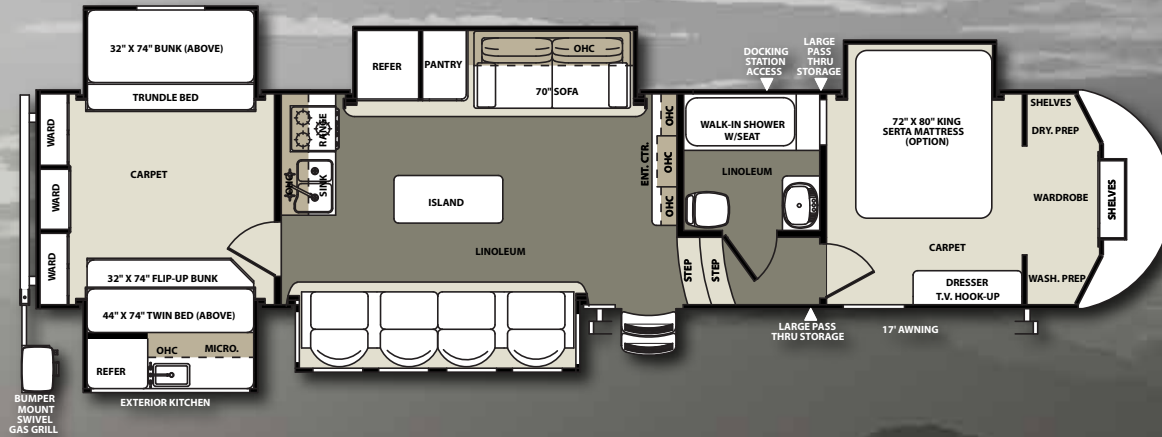 32" X 74" BUNK (ABOVE)
TRUNDLE BED
WARD
WARD
WARD
CARPET
32" X 74" FLIP-UP BUNK
44" X 74" TWIN BED (ABOVE)
OHC
MICRO.
REFER
EXTERIOR KITCHEN
BUMPER
MOUNT
SWIVEL
GAS GRILL
REFER
PANTRY
OHC
70" SOFA
RANGE
OHC
SINK
ISLAND
LINOLEUM
ENT. CTR.
OHC
OHC
OHC
DOCKING
STATION
ACCESS
LARGE
PASS
THRU
STORAGE
WALK-IN SHOWER
W/SEAT
LINOLEUM
STEP
STEP
LARGE PASS
THRU STORAGE
17' AWNING
72" X 80" KING
SERTA MATTRESS
(OPTION)
CARPET
DRESSER
T.V. HOOK-UP
SHELVES
DRY. PREP
WARDROBE
SHELVES
WASH. PREP